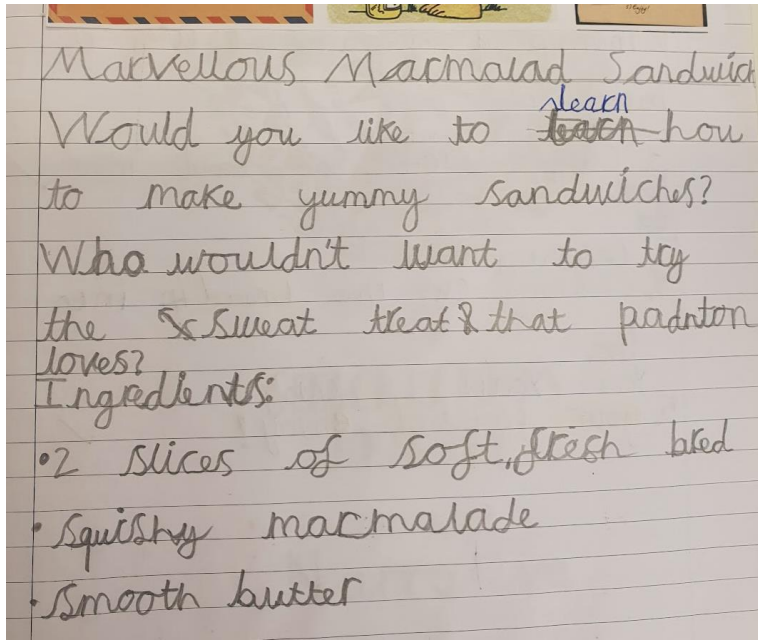 Marvellous Marmalad Sandwich
Would you like to learn how
to make yummy sandwiches?
Who wouldn't want to try
the sweat treat that padnton
loves?
Ingredients:
•2 slices of soft, fresh bred
• squishy marmalade
• smooth butter